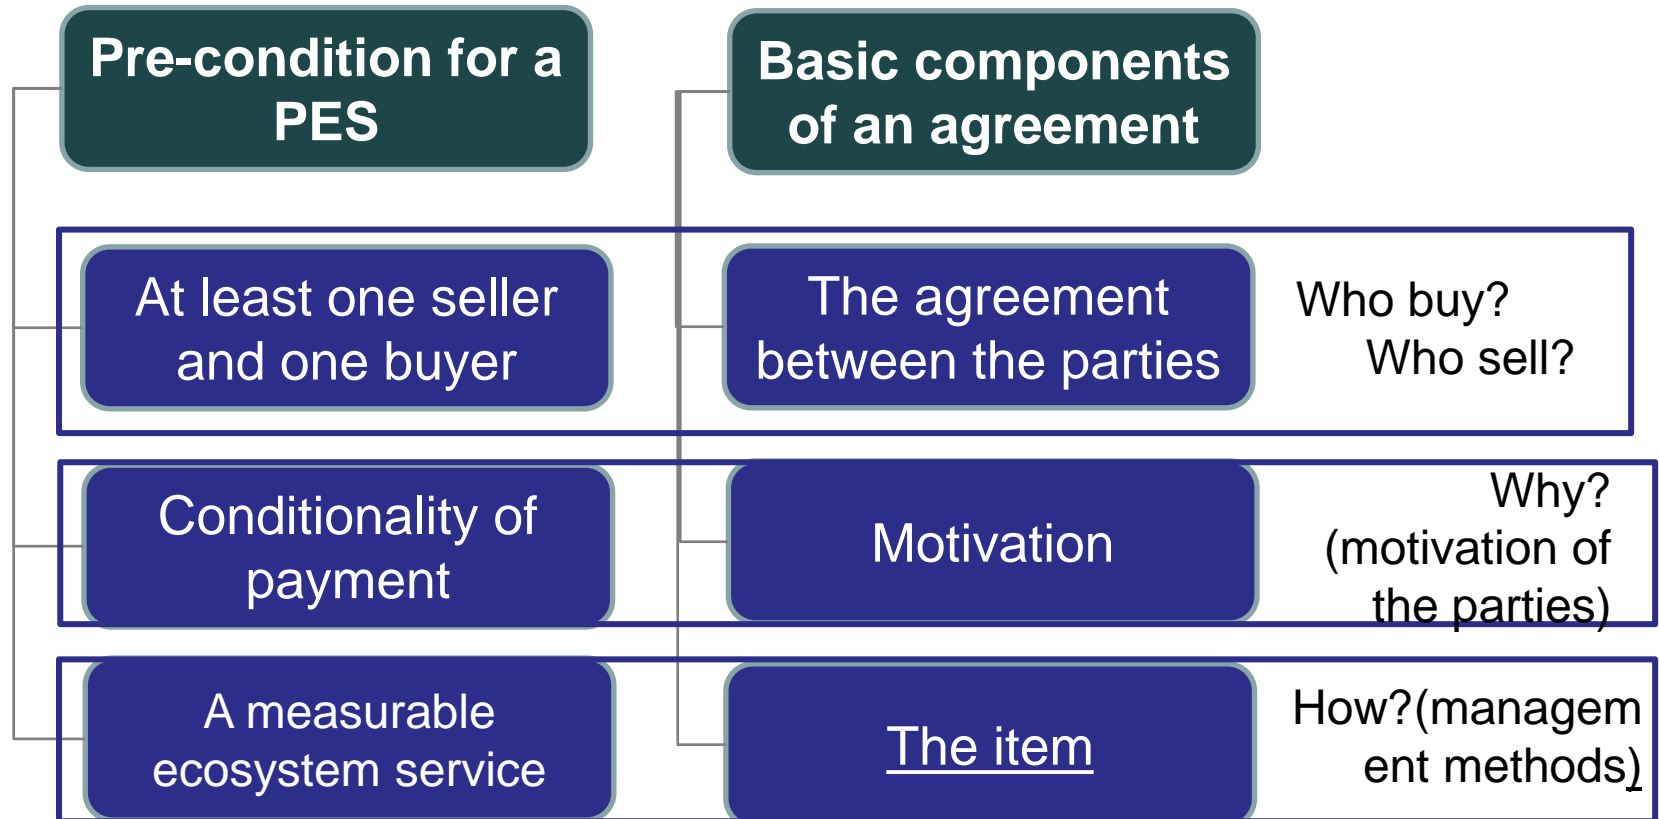 Pre-condition for a
PES
Basic components
of an agreement
At least one seller
and one buyer
The agreement
between the parties
Who buy?
Who sell?
Conditionality of
payment
Motivation
Why?
(motivation of
the parties)
A measurable
ecosystem service
The item
How?(managem
ent methods)